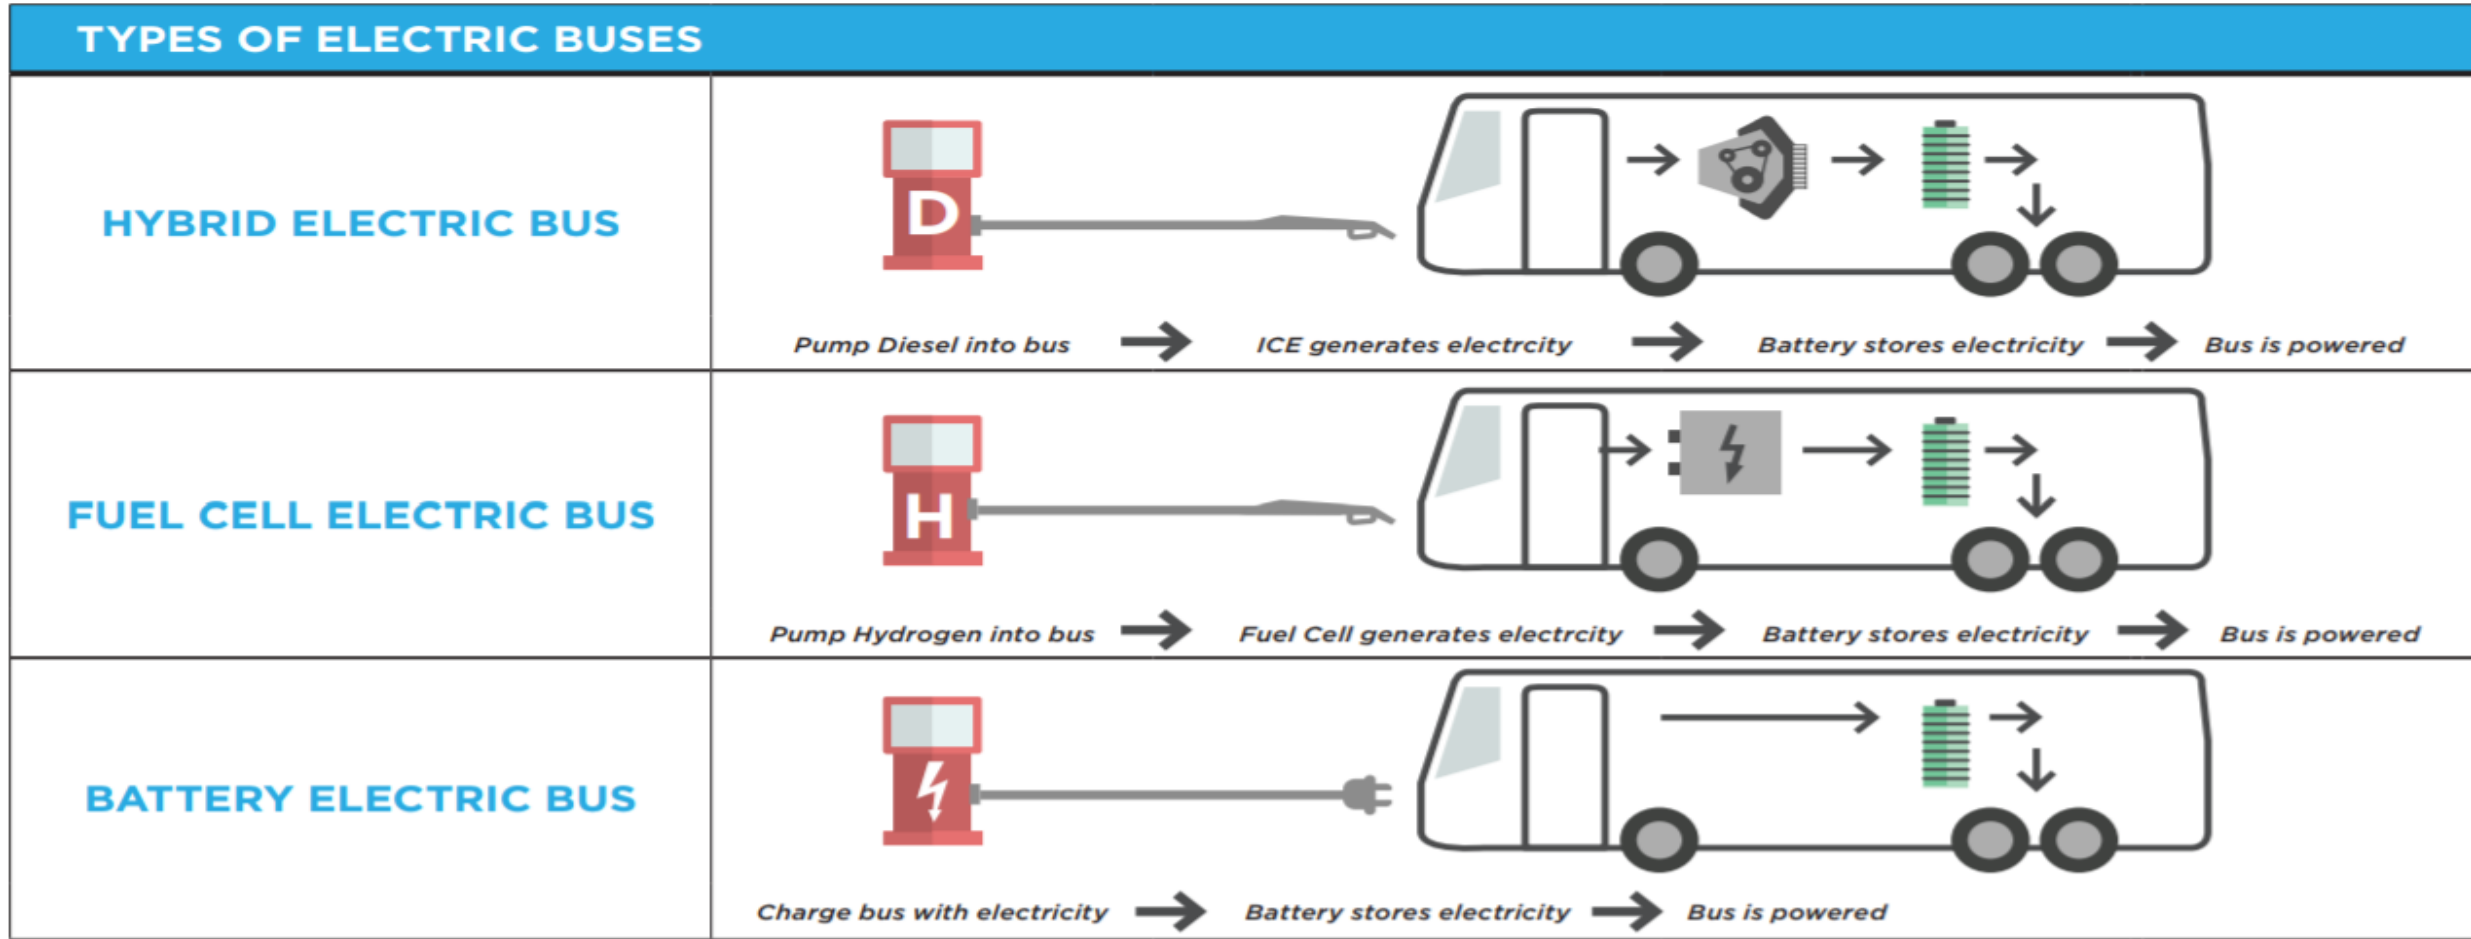 TYPES OF ELECTRIC BUSES
HYBRID ELECTRIC BUS
D
Pump Diesel into bus
ICE generates electrcity
Battery stores electricity
Bus is powered
FUEL CELL ELECTRIC BUS
H
Pump Hydrogen into bus
Fuel Cell generates electrcity
Battery stores electricity
Bus is powered
BATTERY ELECTRIC BUS
Charge bus with electricity
Battery stores electricity
Bus is powered